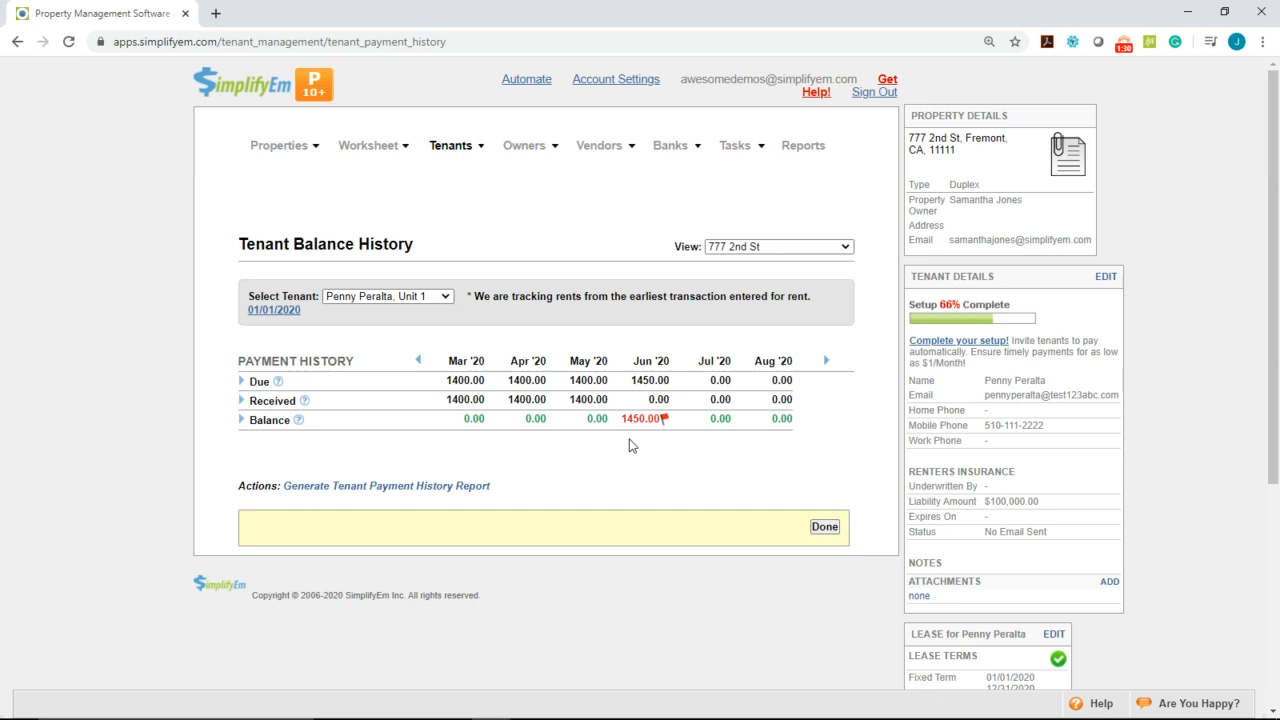 Property Management Software
apps.simplifyem.com/tenant_management/tenant_payment_history
1:30
J
SimplifyEm
P
10+
Automate
Account Settings
awesomedemos@simplifyem.com
Get
Help!
Sign Out
Properties
Worksheet
Tenants
Owners
Vendors
Banks
Tasks
Reports
Tenant Balance History
View: 777 2nd St
Select Tenant: Penny Peralta, Unit 1 * We are tracking rents from the earliest transaction entered for rent.
01/01/2020
PAYMENT HISTORY Mar '20 Apr '20 May '20 Jun '20 Jul '20 Aug '20
Due ? 1400.00 1400.00 1400.00 1450.00 0.00 0.00
Received ? 1400.00 1400.00 1400.00 0.00 0.00 0.00
Balance ? 0.00 0.00 0.00 1450.00 0.00 0.00
Actions: Generate Tenant Payment History Report
Done
SimplifyEm
Copyright © 2006-2020 SimplifyEm Inc. All rights reserved.
PROPERTY DETAILS
777 2nd St, Fremont,
CA, 11111
Type Duplex
Property Samantha Jones
Owner
Address
Email samanthajones@simplifyem.com
TENANT DETAILS EDIT
Setup 66% Complete
Complete your setup! Invite tenants to pay
automatically. Ensure timely payments for as low
as $1/Month!
Name Penny Peralta
Email pennyperalta@test123abc.com
Home Phone -
Mobile Phone 510-111-2222
Work Phone -
RENTERS INSURANCE
Underwritten By -
Liability Amount $100,000.00
Expires On -
Status No Email Sent
NOTES
ATTACHMENTS ADD
none
LEASE for Penny Peralta EDIT
LEASE TERMS
Fixed Term 01/01/2020
12/31/2020
? Help
Are You Happy?